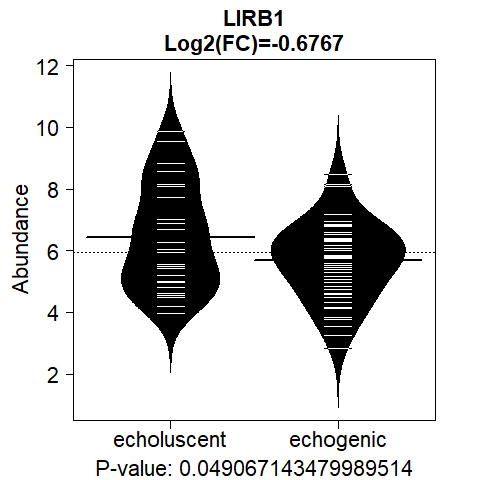 LIRB1
Log2(FC)=-0.6767
12
10
8
6
4
2
Abundance
echoluscent
echogenic
P-value: 0.049067143479989514